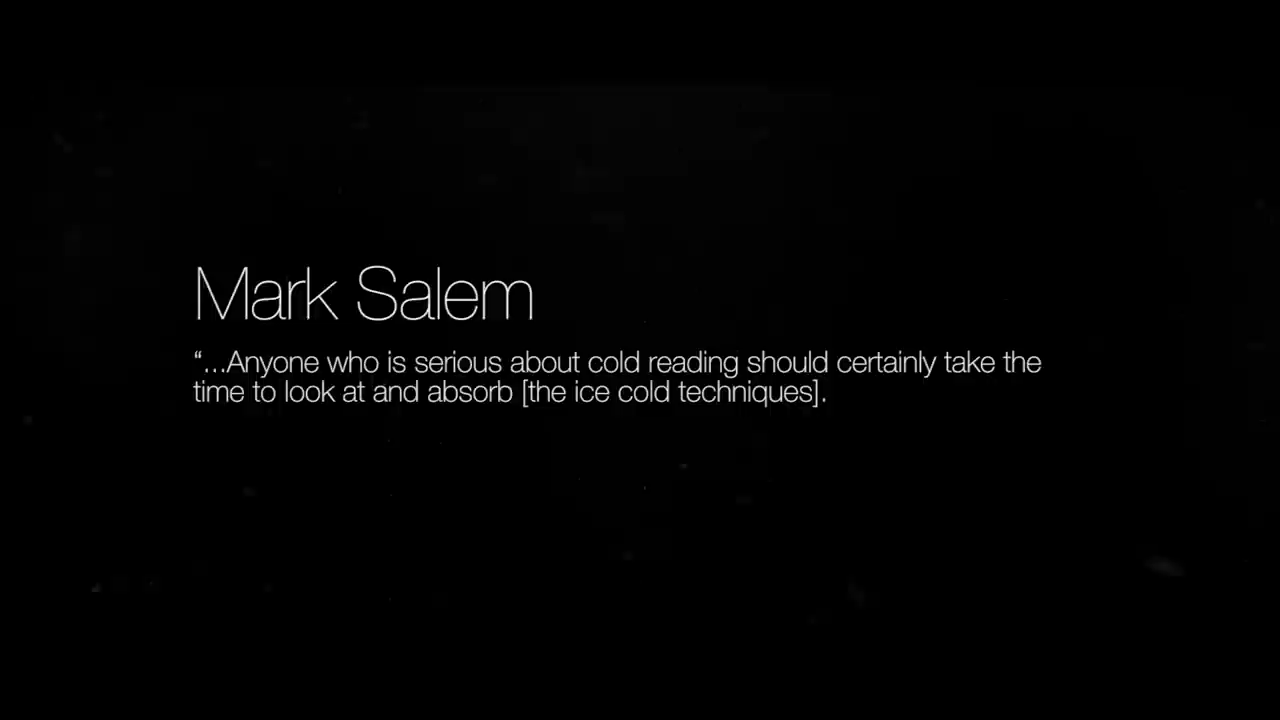 Mark Salem
“...Anyone who is serious about cold reading should certainly take the
time to look at and absorb [the ice cold techniques].